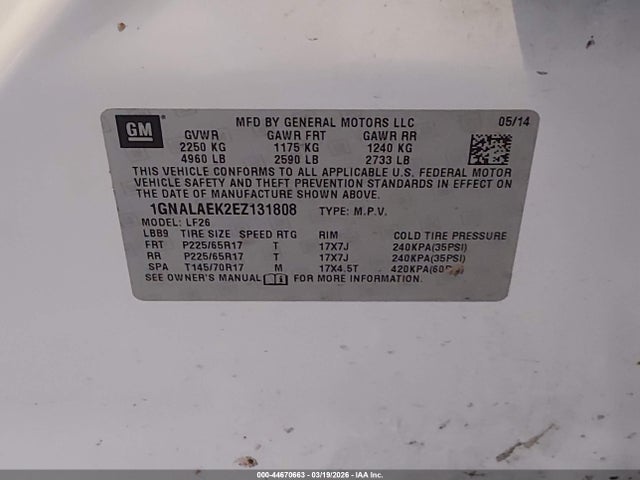 GM
MFD BY GENERAL MOTORS LLC 05/14
GVWR GAWR FRT GAWR RR
2250 KG 1175 KG 1240 KG
4960 LB 2590 LB 2733 LB
THIS VEHICLE CONFORMS TO ALL APPLICABLE U.S. FEDERAL MOTOR
VEHICLE SAFETY AND THEFT PREVENTION STANDARDS IN EFFECT ON
THE DATE OF MANUFACTURE SHOWN ABOVE.
1GNALAEK2EZ131808 TYPE: M.P.V.
MODEL: LF26
LBB9 TIRE SIZE SPEED RTG RIM COLD TIRE PRESSURE
FRT P225/65R17 T 17X7J 240KPA(35PSI)
RR P225/65R17 T 17X7J 240KPA(35PSI)
SPA T145/70R17 M 17X4.5T 420KPA(60
SEE OWNER'S MANUAL FOR MORE INFORMATION.
000-44670663 - 03/19/2026 - IAA Inc.